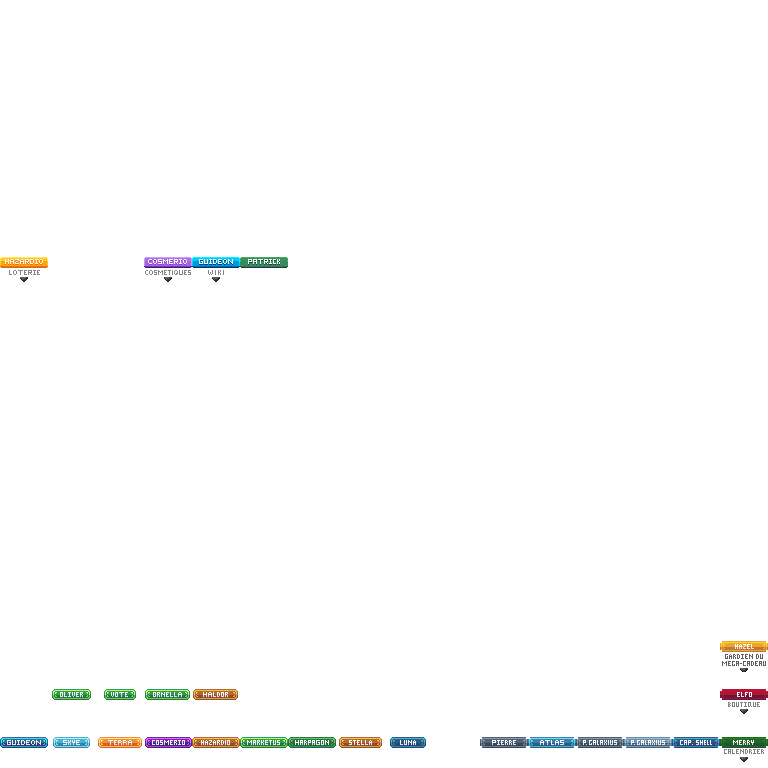 HAZARDIO COSMERIO GUIDEON PATRICK
LOTERIE COSMETIQUES WIKI
HAZEL
GARDIEN DU
MEGA-CADEAU
OLIVER VOTE ORNELLA HALDOR ELFO
BOUTIQUE
GUIDEON SKYE TERRA COSMERIO HAZARDIO MARKETUS HARPAGON STELLA LUNA PIERRE ATLAS P.GALAXIUS P.GALAXIUS CAP. SHELL MERRY
CALENDRIER